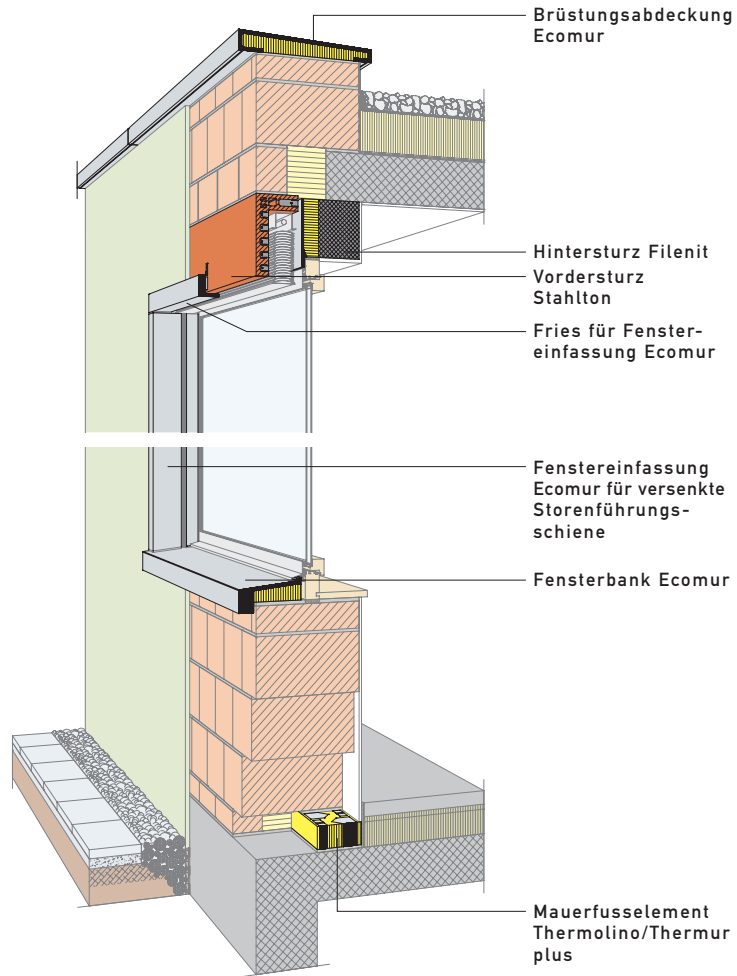 Brüstungsabdeckung
Ecomur
Hintersturz Filenit
Vordersturz
Stahlton
Fries für Fenster-
einfassung Ecomur
Fenstereinfassung
Ecomur für versenkte
Storenführungs-
schiene
Fensterbank Ecomur
Mauerfusselement
Thermolino/Thermur
plus